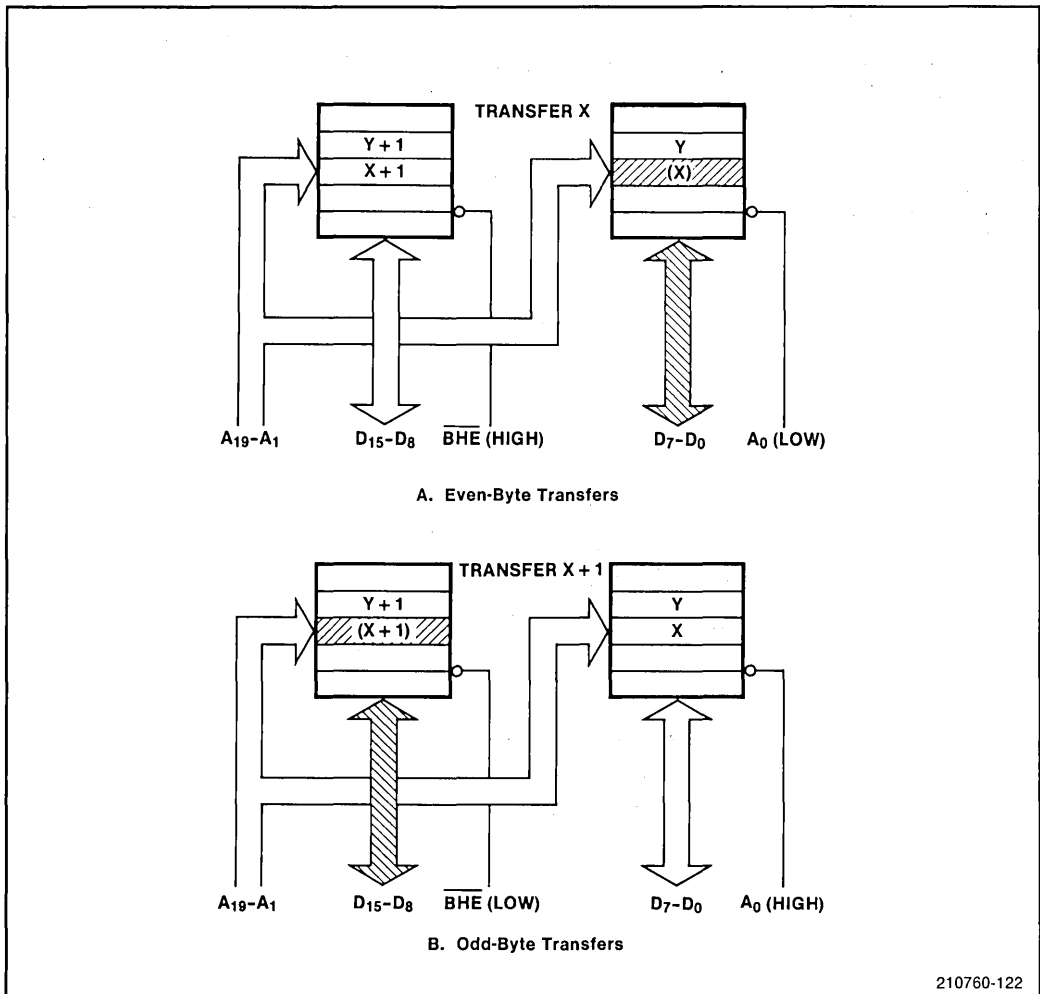 TRANSFER X
Y + 1
Y
X + 1
(X)
A19-A1
D15-D8
BHE (HIGH)
D7-D0
A0 (LOW)
A. Even-Byte Transfers
TRANSFER X + 1
Y + 1
Y
(X + 1)
X
A19-A1
D15-D8
BHE (LOW)
D7-D0
A0 (HIGH)
B. Odd-Byte Transfers
210760-122